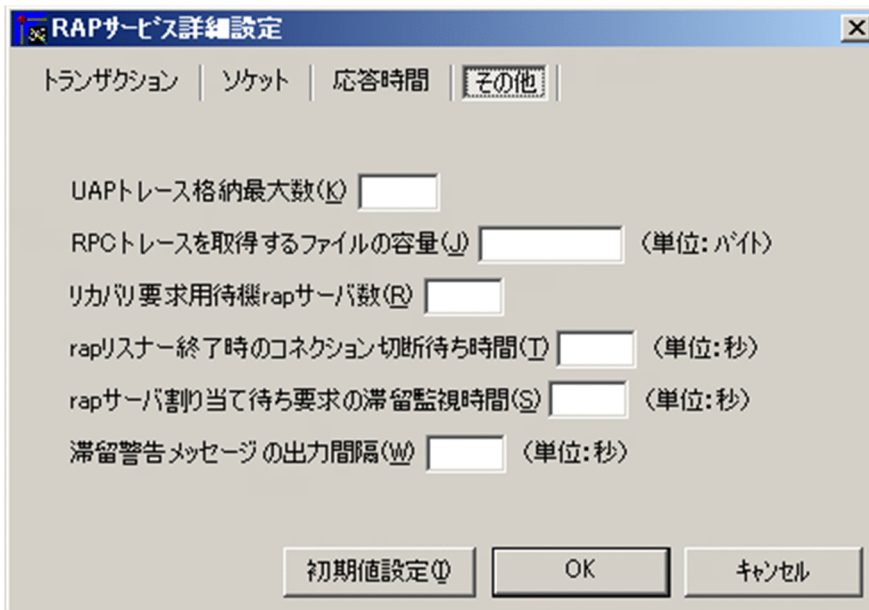 RAPサービス詳細設定
トランザクション ソケット 応答時間 その他
UAPトレース格納最大数(K)
RPCトレースを取得するファイルの容量(J) (単位:バイト)
リカバリ要求用待機rapサーバ数(R)
rapリスナー終了時のコネクション切断待ち時間(T) (単位:秒)
rapサーバ割り当て待ち要求の滞留監視時間(S) (単位:秒)
滞留警告メッセージの出力間隔(W) (単位:秒)
初期値設定(I) OK キャンセル